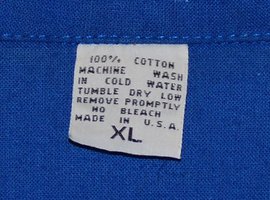 100% COTTON
MACHINE WASH
IN COLD WATER
TUMBLE DRY LOW
REMOVE PROMPTLY
NO BLEACH
MADE IN U.S.A.
XL